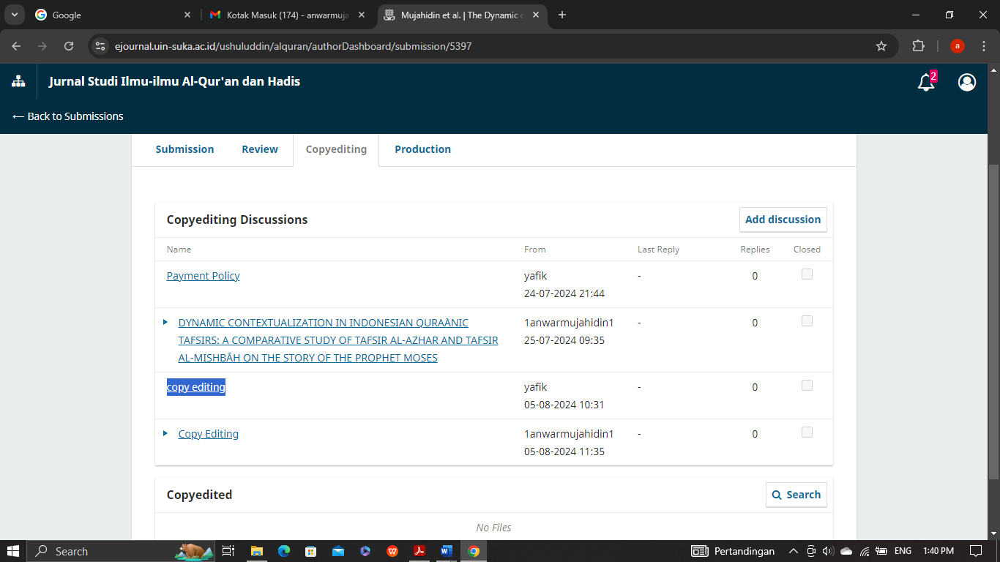 Google
Kotak Masuk (174) - anwarmuja
Mujahidin et al. | The Dynamic c
ejournal.uin-suka.ac.id/ushuluddin/alquran/authorDashboard/submission/5397
a
Jurnal Studi Ilmu-ilmu Al-Qur'an dan Hadis
2
← Back to Submissions
Submission
Review
Copyediting
Production
Copyediting Discussions
Add discussion
Name
From
Last Reply
Replies
Closed
Payment Policy
yafik
-
0
24-07-2024 21:44
DYNAMIC CONTEXTUALIZATION IN INDONESIAN QURAÀNIC
1anwarmujahidin1
-
0
TAFSIRS: A COMPARATIVE STUDY OF TAFSIR AL-AZHAR AND TAFSIR
25-07-2024 09:35
AL-MISHBĀH ON THE STORY OF THE PROPHET MOSES
copy editing
yafik
-
0
05-08-2024 10:31
Copy Editing
1anwarmujahidin1
-
0
05-08-2024 11:35
Copyedited
Search
No Files
Search
Pertandingan
ENG
1:40 PM